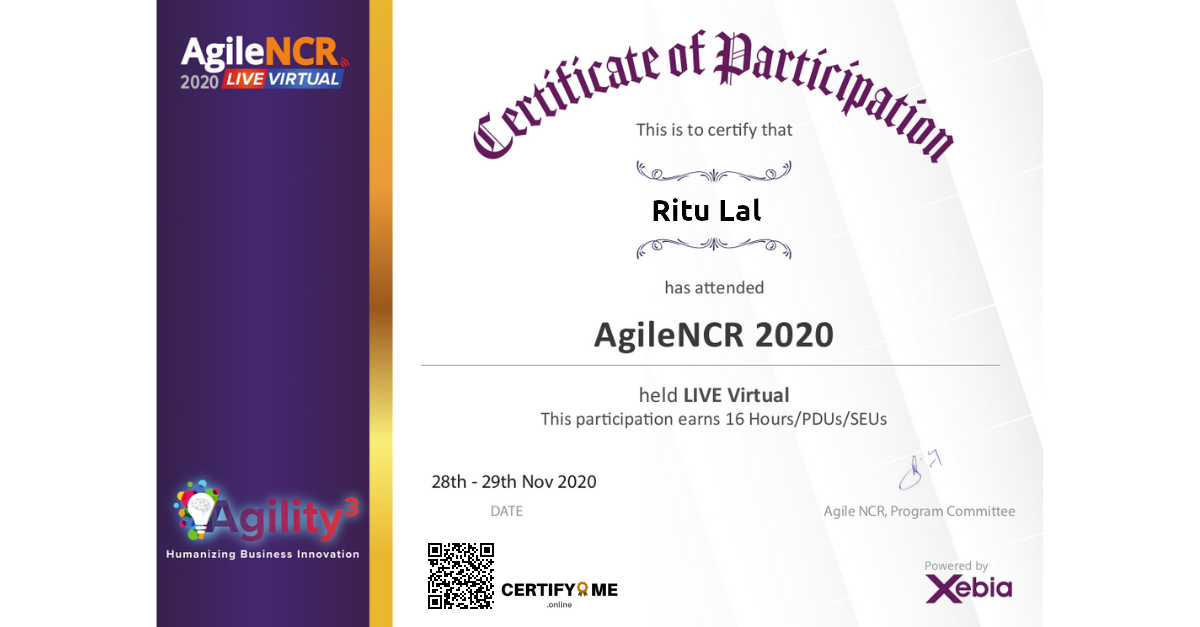 AgileNCR
2020 LIVE VIRTUAL
Certificate of Participation
This is to certify that
Ritu Lal
has attended
AgileNCR 2020
held LIVE Virtual
This participation earns 16 Hours/PDUs/SEUs
28th - 29th Nov 2020
DATE
Agile NCR, Program Committee
Agility3
Humanizing Business Innovation
CERTIFYME
.online
Powered by
Xebia